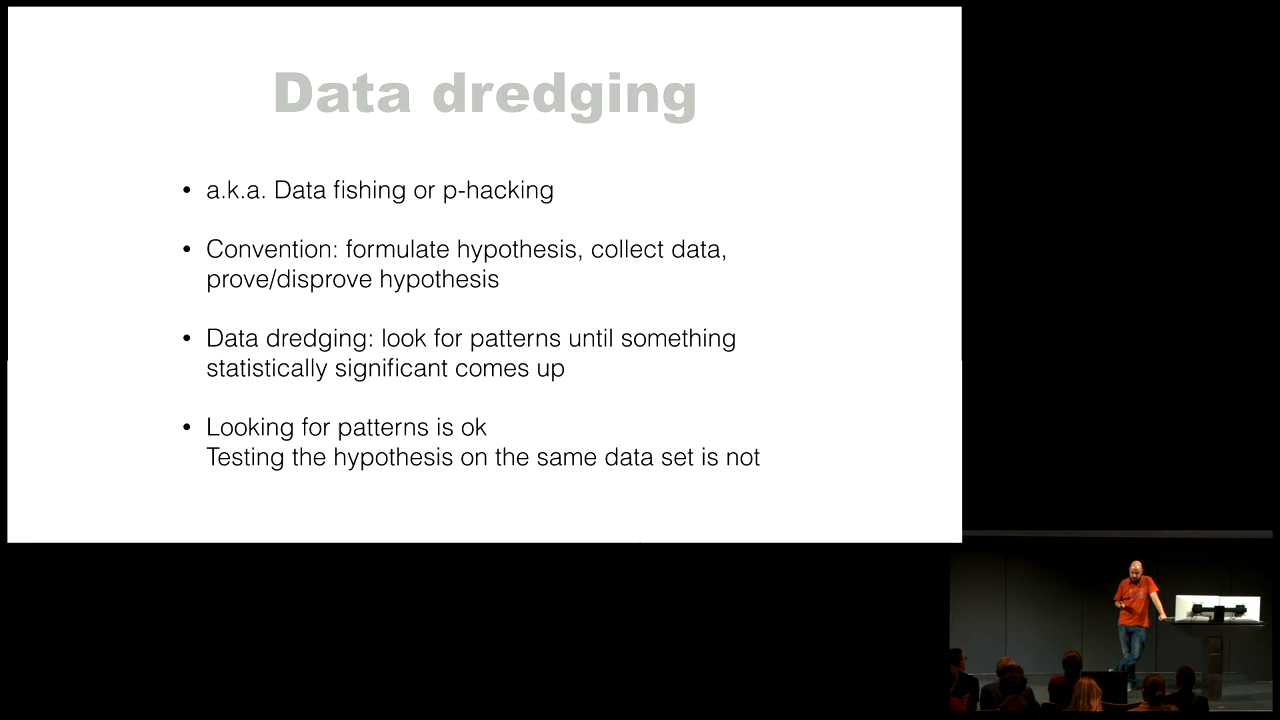 Data dredging
• a.k.a. Data fishing or p-hacking
• Convention: formulate hypothesis, collect data,
prove/disprove hypothesis
• Data dredging: look for patterns until something
statistically significant comes up
• Looking for patterns is ok
Testing the hypothesis on the same data set is not